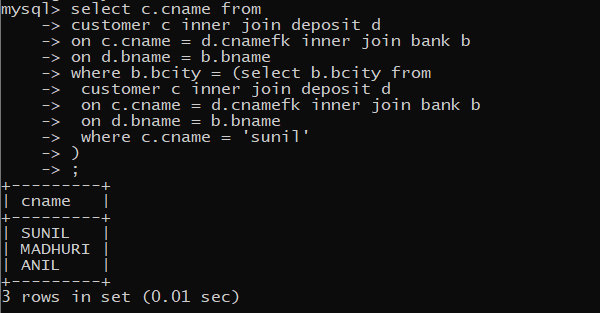 mysql> select c.cname from
    -> customer c inner join deposit d
    -> on c.cname = d.cnamefk inner join bank b
    -> on d.bname = b.bname
    -> where b.bcity = (select b.bcity from
    ->  customer c inner join deposit d
    ->  on c.cname = d.cnamefk inner join bank b
    ->  on d.bname = b.bname
    ->  where c.cname = 'sunil'
    -> )
    -> ;
+---------+
| cname   |
+---------+
| SUNIL   |
| MADHURI |
| ANIL    |
+---------+
3 rows in set (0.01 sec)